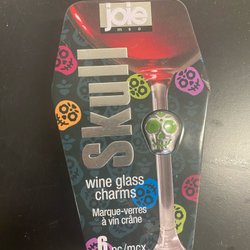 joie
msc
Skull
wine glass
charms
Marque-verres
à vin crâne
6 pc/mcx